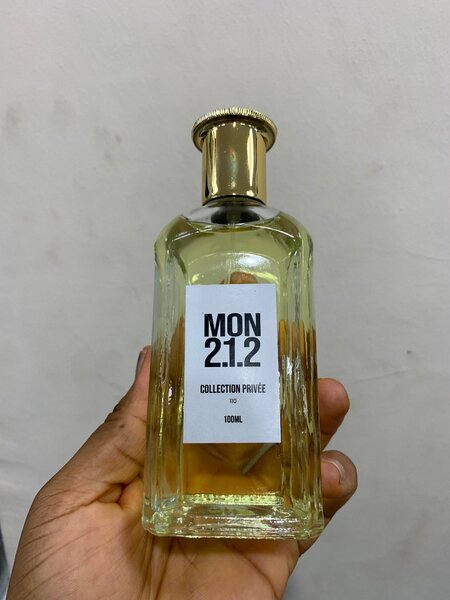 MON
2.1.2
COLLECTION PRIVÉE
110
100ML